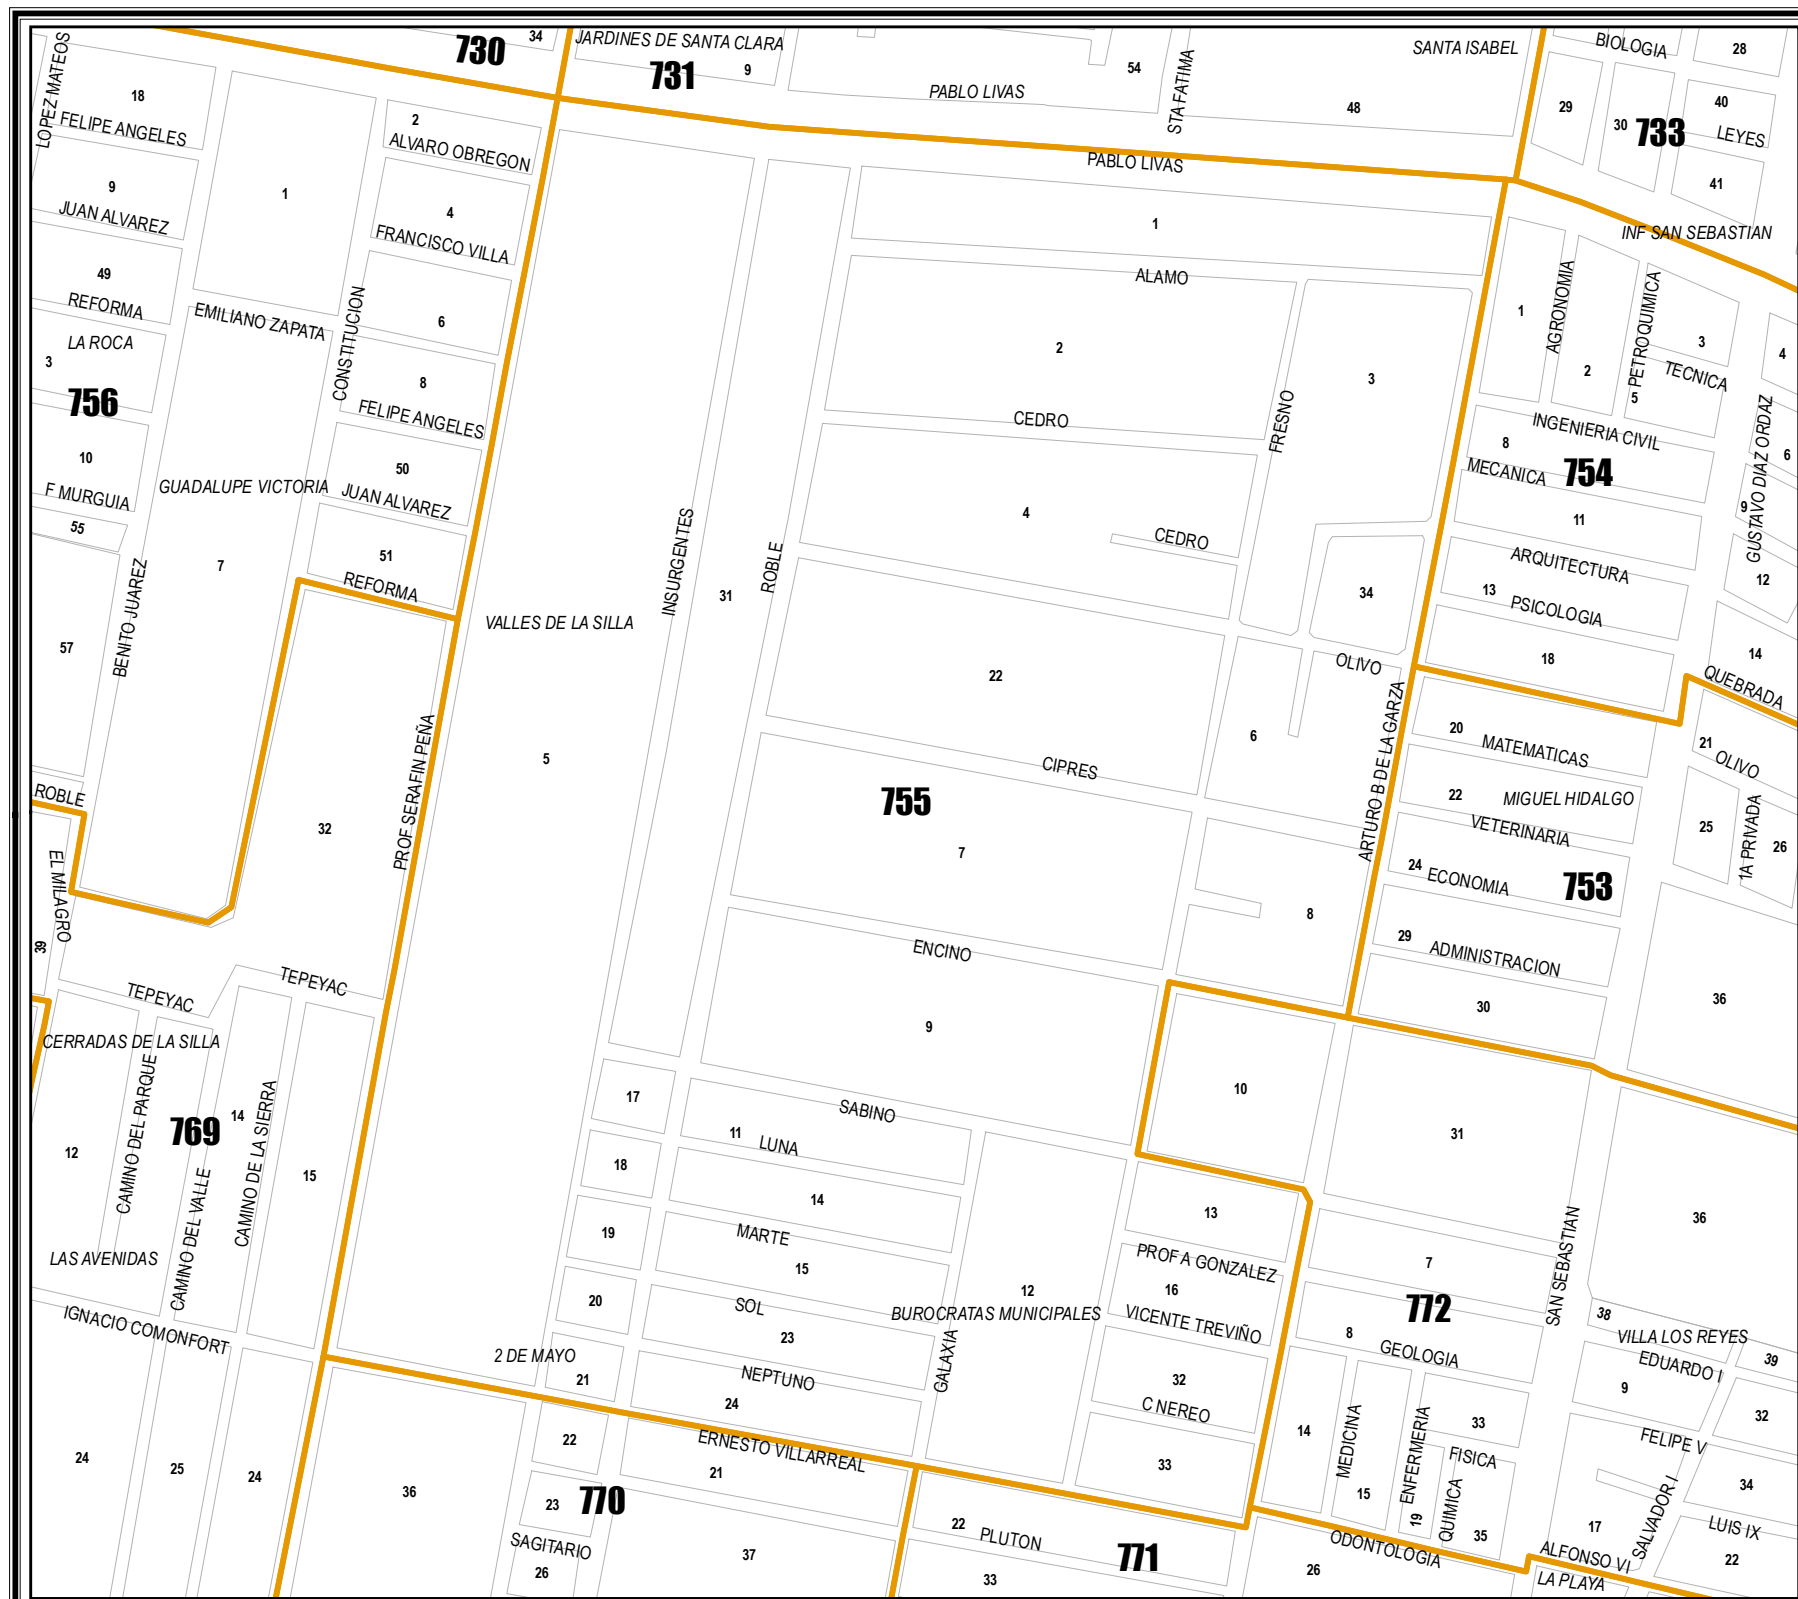 34
730
JARDINES DE SANTA CLARA
9
731
54
PABLO LIVAS
STA FATIMA
48
SANTA ISABEL
BIOLOGIA
28
29
30
40
733
LEYES
41
LOPEZ MATEOS
18
FELIPE ANGELES
2
ALVARO OBREGON
PABLO LIVAS
9
JUAN ALVAREZ
1
4
FRANCISCO VILLA
1
INF SAN SEBASTIAN
49
REFORMA
EMILIANO ZAPATA
CONSTITUCION
6
ALAMO
LA ROCA
3
756
8
FELIPE ANGELES
2
FRESNO
3
1
AGRONOMIA
2
PETROQUIMICA
5
3
TECNICA
4
CEDRO
INGENIERIA CIVIL
8
MECANICA
754
GUSTAVO DIAZ ORDAZ
6
9
10
F MURGUIA
55
GUADALUPE VICTORIA
50
JUAN ALVAREZ
4
CEDRO
11
ARQUITECTURA
12
51
REFORMA
7
BENITO JUAREZ
57
INSURGENTES
31
ROBLE
VALLES DE LA SILLA
34
13
PSICOLOGIA
18
14
QUEBRADA
22
OLIVO
6
ARTURO B DE LA GARZA
20
MATEMATICAS
21
OLIVO
PROF SERAFIN PEÑA
5
CIPRES
755
22
MIGUEL HIDALGO
VETERINARIA
25
1A PRIVADA
26
ROBLE
32
7
24
ECONOMIA
753
EL MILAGRO
39
8
29
ADMINISTRACION
ENCINO
TEPEYAC
TEPEYAC
30
36
9
CERRADAS DE LA SILLA
CAMINO DEL PARQUE
14
769
12
CAMINO DEL VALLE
CAMINO DE LA SIERRA
15
17
SABINO
10
31
11
LUNA
18
14
13
36
19
MARTE
15
PROF A GONZALEZ
SAN SEBASTIAN
7
LAS AVENIDAS
20
SOL
23
12
BUROCRATAS MUNICIPALES
16
VICENTE TREVIÑO
772
38
VILLA LOS REYES
IGNACIO COMONFORT
8
GEOLOGIA
39
EDUARDO I
2 DE MAYO
21
NEPTUNO
24
GALAXIA
32
C NEREO
9
32
14
MEDICINA
15
ENFERMERIA
19
33
FISICA
QUIMICA
35
FELIPE V
24
25
24
36
22
ERNESTO VILLARREAL
21
33
34
23
770
SAGITARIO
26
37
22
PLUTON
33
771
ODONTOLOGIA
26
17
SALVADOR I
LUIS IX
22
ALFONSO VI
LA PLAYA